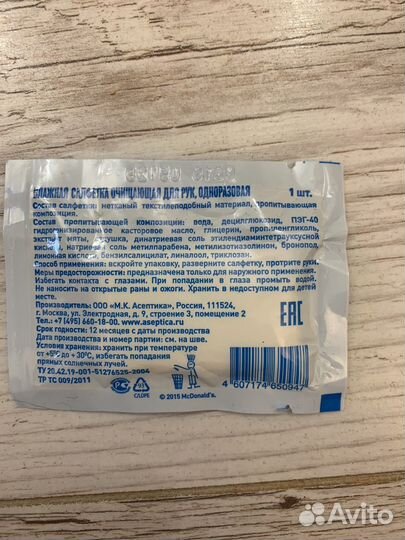 ВЛАЖНАЯ САЛФЕТКА ОЧИЩАЮЩАЯ ДЛЯ РУК, ОДНОРАЗОВАЯ 1 шт.
Состав салфетки: нетканый текстилеподобный материал, пропитывающая
композиция.
Состав пропитывающей композиции: вода, децилглюкозид, ПЭГ-40
гидрогенизированное касторовое масло, глицерин, пропиленгликоль,
экстракт мяты, отдушка, динатриевая соль этилендиаминтетрауксусной
кислоты, натриевая соль метилпарабена, метилизотиазолинон, бронопол,
лимонная кислота, бензилсалицилат, линалоол, триклозан.
Способ применения: вскройте упаковку, разверните салфетку, протрите руки.
Меры предосторожности: предназначена только для наружного применения.
Избегать контакта с глазами. При попадании в глаза промыть водой.
Не наносить на открытые раны и ожоги. Хранить в недоступном для детей
месте.
Производитель: ООО «М.К. Асептика», Россия, 111524,
г. Москва, ул. Электродная, д. 9, строение 3, помещение 2
Тел.: +7 (495) 660-18-00. www.aseptica.ru
Срок годности: 12 месяцев с даты производства
Дата производства и номер партии: см. на шве.
Условия хранения: хранить при температуре
от +5°C до + 30°C, избегать попадания
прямых солнечных лучей.
ТУ 20.42.19-001-51276525-2004
ТР ТС 009/2011
EAC
C/LDPE
4 607174 650947
© 2015 McDonald's.
Avito